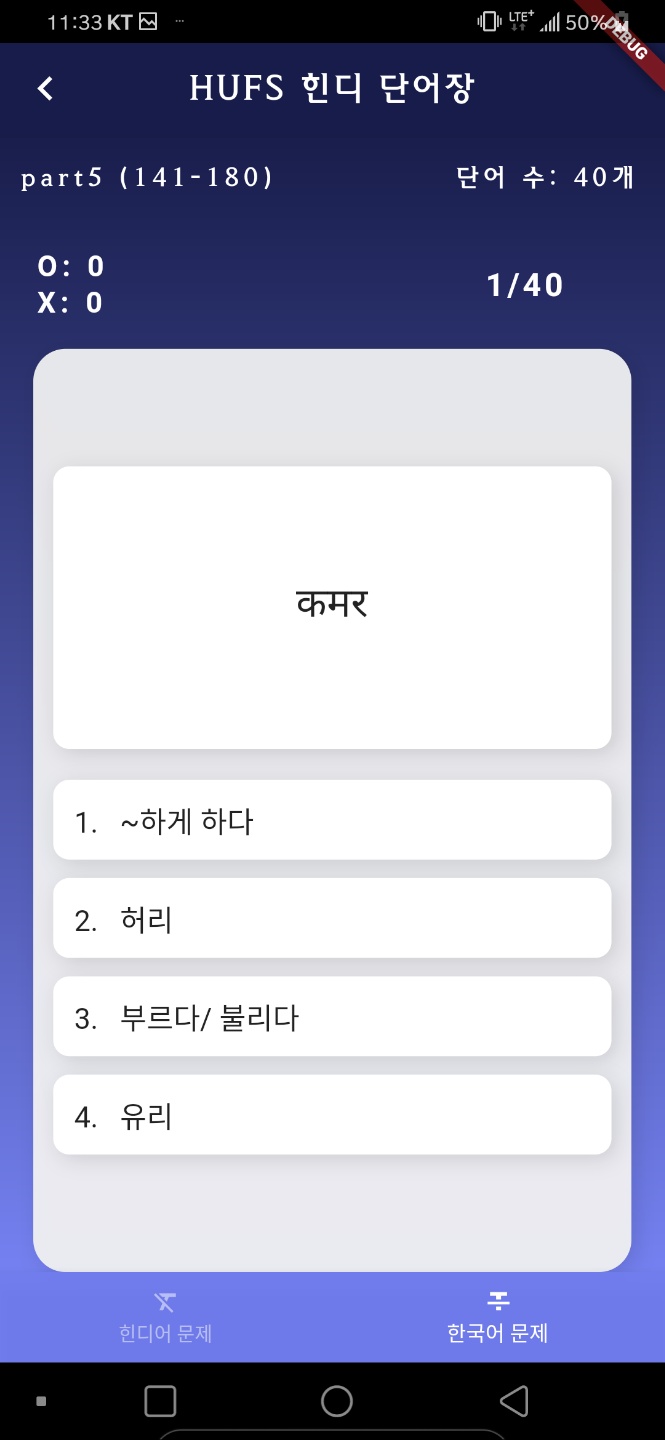 11:33 KT ... LTE+ 50%
DEBUG
HUFS 힌디 단어장
part5 (141-180) 단어 수: 40개
O: 0
X: 0
1/40
कमर
1. ~하게 하다
2. 허리
3. 부르다/ 불리다
4. 유리
힌디어 문제 한국어 문제